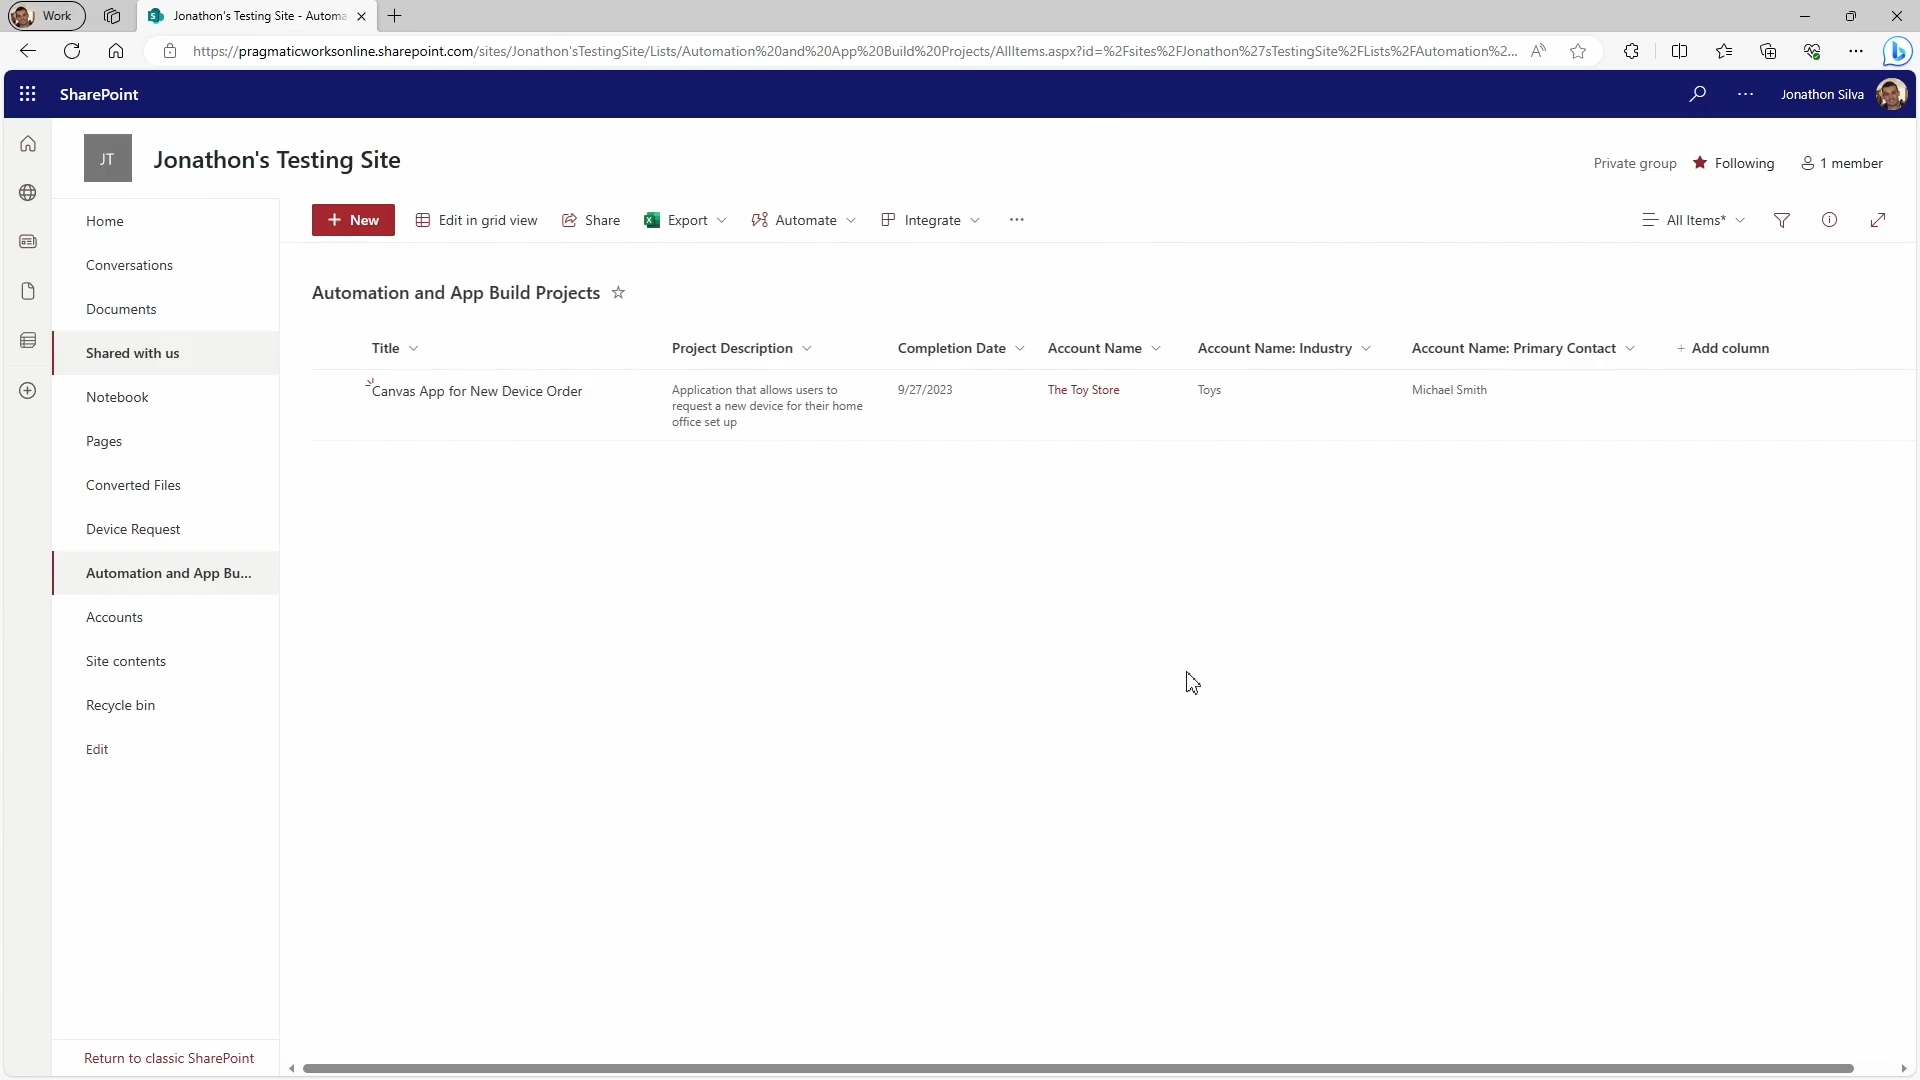 Work
Jonathon's Testing Site - Automa
https://pragmaticworksonline.sharepoint.com/sites/Jonathon'sTestingSite/Lists/Automation%20and%20App%20Build%20Projects/AllItems.aspx?id=%2Fsites%2FJonathon%27sTestingSite%2FLists%2FAutomation%2...
SharePoint
Jonathon Silva
JT
Jonathon's Testing Site
Private group
Following
1 member
Home
Conversations
Documents
Shared with us
Notebook
Pages
Converted Files
Device Request
Automation and App Bu...
Accounts
Site contents
Recycle bin
Edit
Return to classic SharePoint
+ New
Edit in grid view
Share
Export
Automate
Integrate
...
All Items*
Automation and App Build Projects
Title
Project Description
Completion Date
Account Name
Account Name: Industry
Account Name: Primary Contact
+ Add column
Canvas App for New Device Order
Application that allows users to
request a new device for their home
office set up
9/27/2023
The Toy Store
Toys
Michael Smith